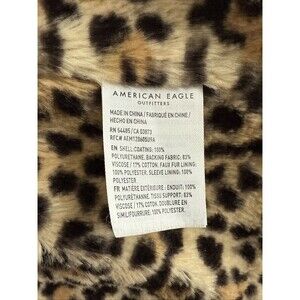 AMERICAN EAGLE
OUTFITTERS
MADE IN CHINA / FABRIQUÉ EN CHINE /
HECHO EN CHINA
RN 54485/CA 03873
EN SHELL: COATING: 100%
POLYURETHANE, BACKING FABRIC: 83%
VISCOSE / 17% COTTON. FAUX FUR LINING:
100% POLYESTER. SLEEVE LINING: 100%
POLYESTER.
FR MATIÈRE EXTÉRIEURE : ENDUIT: 100%
POLYURÉTHANE. TISSU SUPPORT: 83%
VISCOSE / 17% COTON. DOUBLURE EN
SIMILIFOURRURE: 100% POLYESTER.